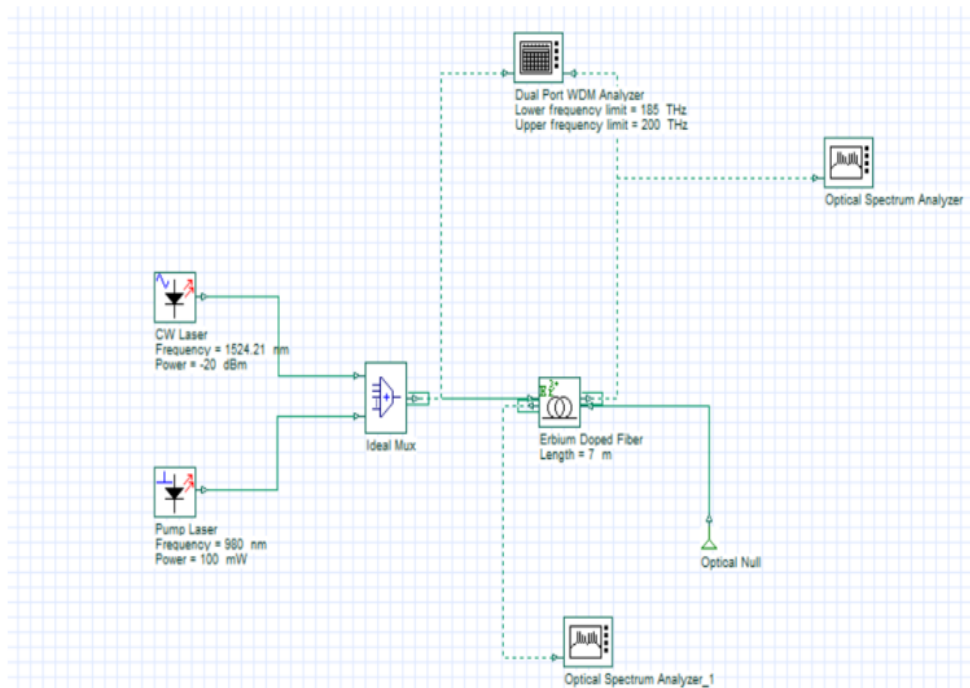 Dual Port WDM Analyzer
Lower frequency limit = 185 THz
Upper frequency limit = 200 THz
Optical Spectrum Analyzer
CW Laser
Frequency = 1524.21 nm
Power = -20 dBm
Ideal Mux
Erbium Doped Fiber
Length = 7 m
Pump Laser
Frequency = 980 nm
Power = 100 mW
Optical Null
Optical Spectrum Analyzer_1